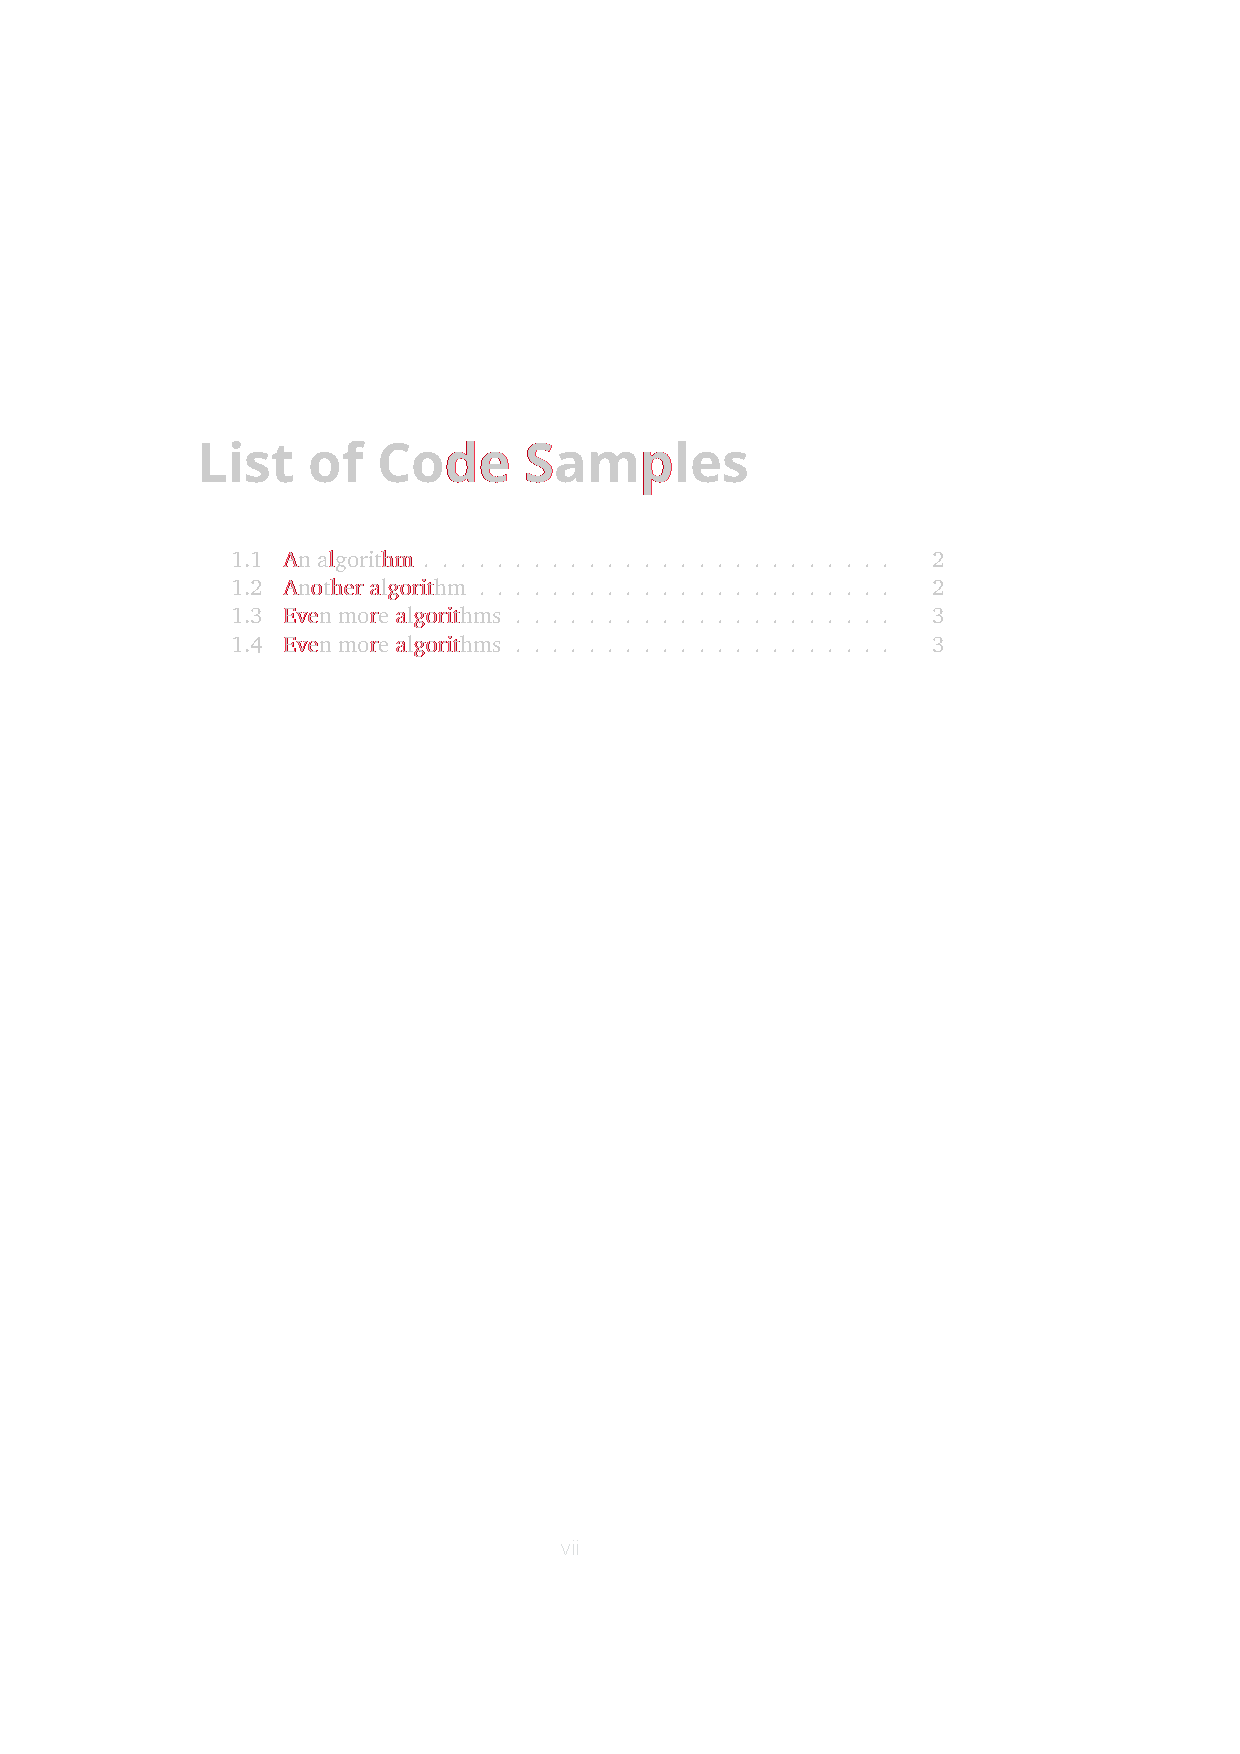 List of Code Samples
1.1 An algorithm . . . . . . . . . . . . . . . . . . . . . . . . . . 2
1.2 Another algorithm . . . . . . . . . . . . . . . . . . . . . . . 2
1.3 Even more algorithms . . . . . . . . . . . . . . . . . . . . . 3
1.4 Even more algorithms . . . . . . . . . . . . . . . . . . . . . 3
vii